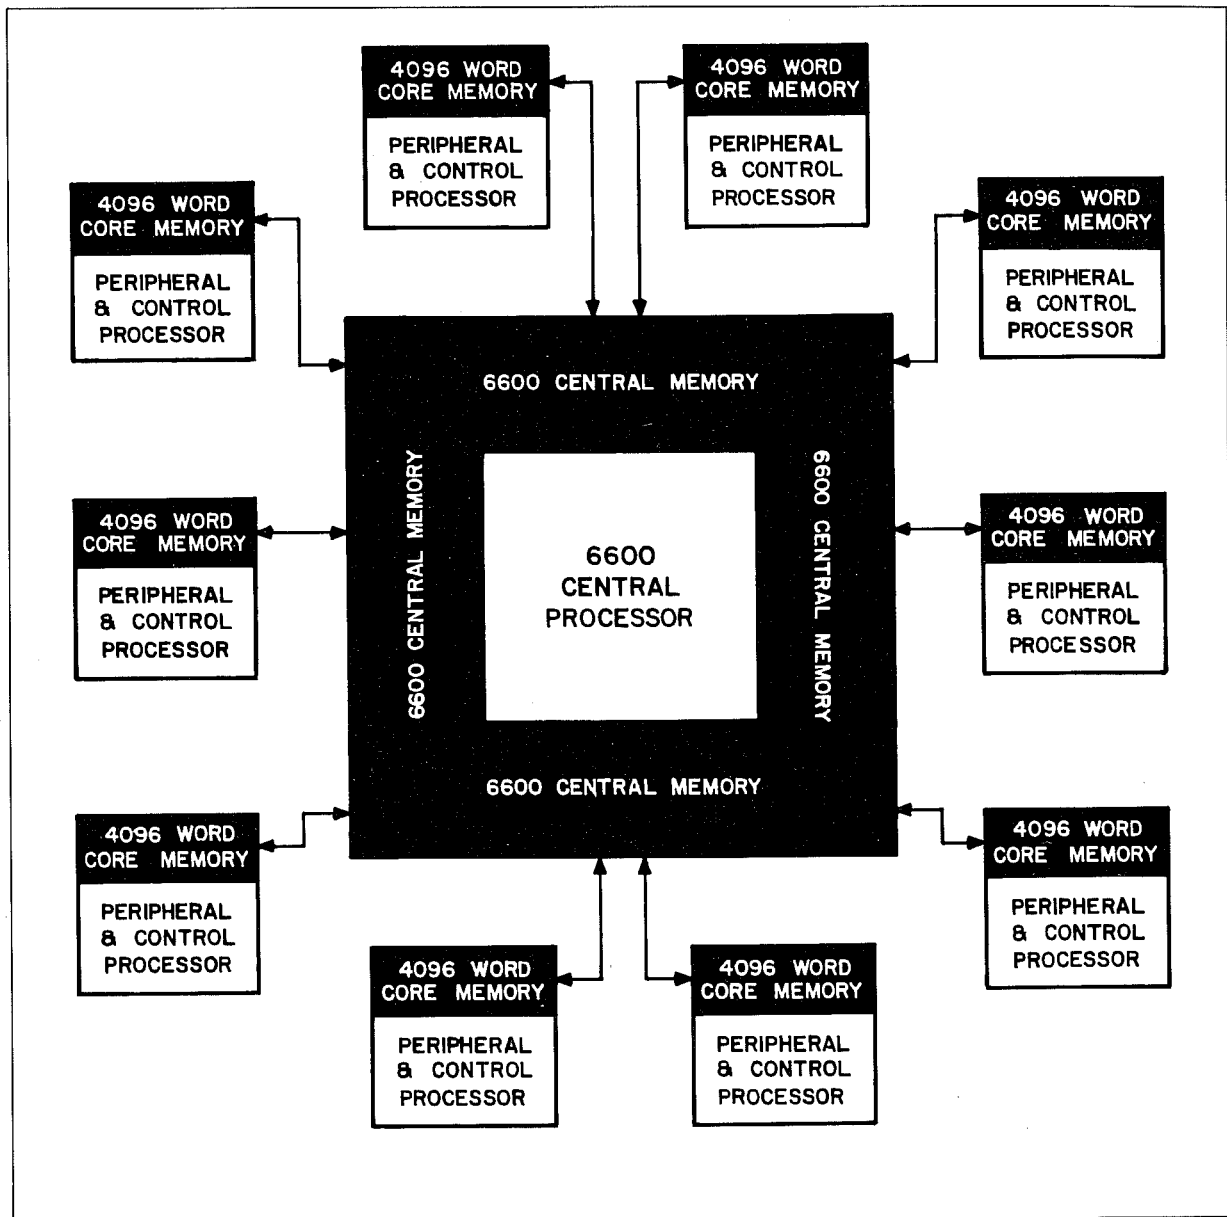 4096 WORD
CORE MEMORY
PERIPHERAL
& CONTROL
PROCESSOR
4096 WORD
CORE MEMORY
PERIPHERAL
& CONTROL
PROCESSOR
4096 WORD
CORE MEMORY
PERIPHERAL
& CONTROL
PROCESSOR
4096 WORD
CORE MEMORY
PERIPHERAL
& CONTROL
PROCESSOR
6600 CENTRAL MEMORY
6600 CENTRAL MEMORY
6600 CENTRAL MEMORY
4096 WORD
CORE MEMORY
PERIPHERAL
& CONTROL
PROCESSOR
6600
CENTRAL
PROCESSOR
4096 WORD
CORE MEMORY
PERIPHERAL
& CONTROL
PROCESSOR
6600 CENTRAL MEMORY
4096 WORD
CORE MEMORY
PERIPHERAL
& CONTROL
PROCESSOR
4096 WORD
CORE MEMORY
PERIPHERAL
& CONTROL
PROCESSOR
4096 WORD
CORE MEMORY
PERIPHERAL
& CONTROL
PROCESSOR
4096 WORD
CORE MEMORY
PERIPHERAL
& CONTROL
PROCESSOR